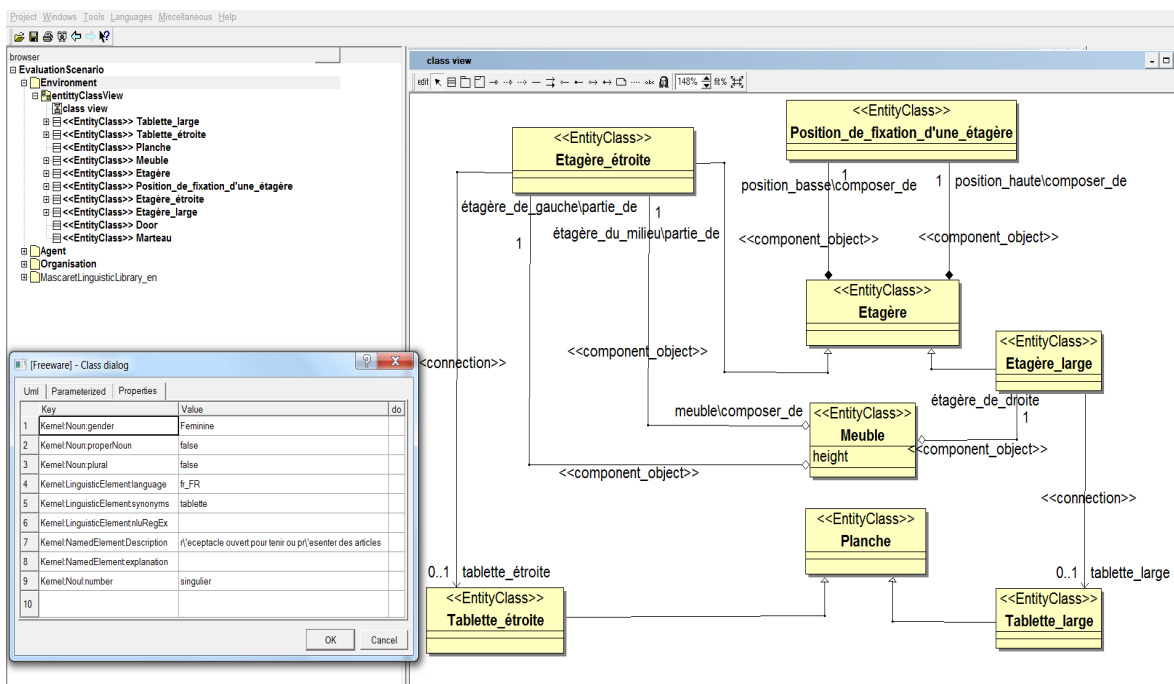 Project Windows Tools Languages Miscellaneous Help
browser
EvaluationScenario
Environment
entittyClassView
class view
<<EntityClass>> Tablette_large
<<EntityClass>> Tablette_étroite
<<EntityClass>> Planche
<<EntityClass>> Meuble
<<EntityClass>> Etagère
<<EntityClass>> Position_de_fixation_d'une_étagère
<<EntityClass>> Etagère_étroite
<<EntityClass>> Etagère_large
<<EntityClass>> Door
<<EntityClass>> Marteau
Agent
Organisation
MascaretLinguisticLibrary_en
[Freeware] - Class dialog
Uml Parameterized Properties
Key Value do
1 Kernel:Noun:gender Feminine
2 Kernel:Noun:properNoun false
3 Kernel:Noun:plural false
4 Kernel:LinguisticElement:language fr_FR
5 Kernel:LinguisticElement:synonyms tablette
6 Kernel:LinguisticElement:nluRegEx
7 Kernel:NamedElement:Description r\'eceptacle ouvert pour tenir ou pr\'esenter des articles
8 Kernel:NamedElement:explanation
9 Kernel:Noul:number singulier
10
OK Cancel
class view
edit abc 148% fit%
<<EntityClass>>
Etagère_étroite
<<EntityClass>>
Position_de_fixation_d'une_étagère
1
position_basse\composer_de
1
position_haute\composer_de
étagère_de_gauche\partie_de
1
1
étagère_du_milieu\partie_de
<<component_object>>
<<component_object>>
<<EntityClass>>
Etagère
<<EntityClass>>
Etagère_large
<connection>>
<<component_object>>
étagère_de_droite
1
meuble\composer_de
<<EntityClass>>
Meuble
height
<<component_object>>
<<component_object>>
<<connection>>
<<EntityClass>>
Planche
0..1 tablette_étroite
0..1 tablette_large
<<EntityClass>>
Tablette_étroite
<<EntityClass>>
Tablette_large